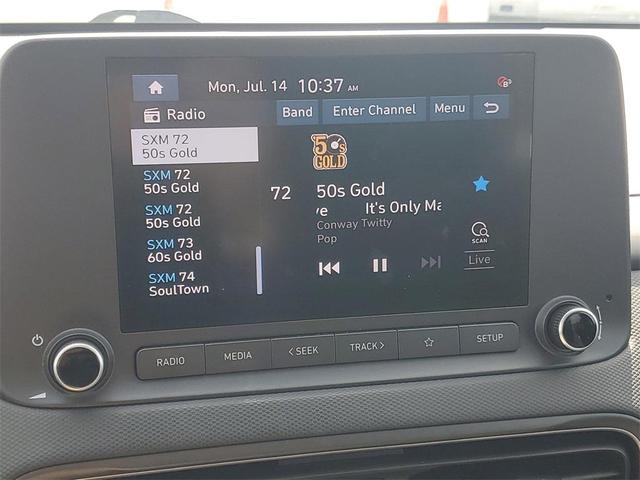 Mon, Jul. 14 10:37 AM
Radio
Band Enter Channel Menu
SXM 72
50s Gold
SXM 72
50s Gold
SXM 72
50s Gold
SXM 73
60s Gold
SXM 74
SoulTown
50s
GOLD
72 50s Gold
ve It's Only Ma
Conway Twitty
Pop
SCAN
Live
RADIO MEDIA < SEEK TRACK > SETUP